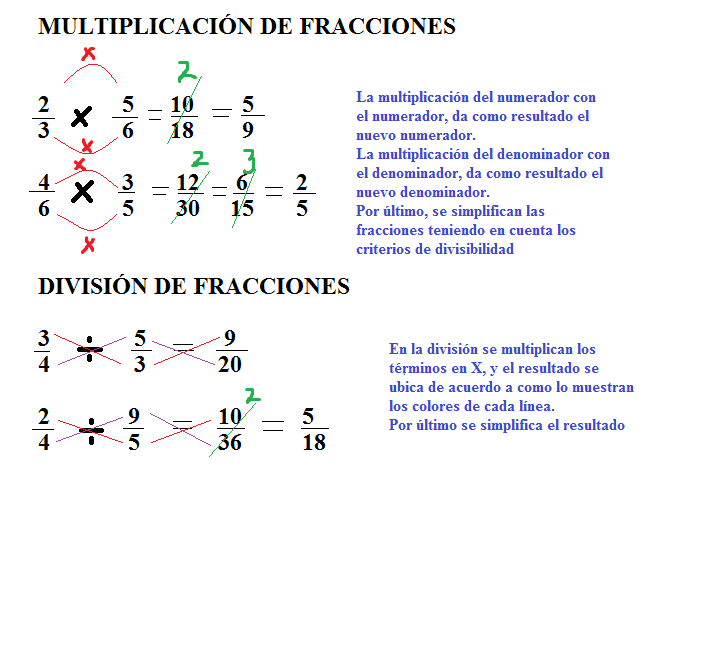 MULTIPLICACIÓN DE FRACCIONES
x
2
2/3 × 5/6 = 10/18 = 5/9
x
x 2 3
4/6 × 3/5 = 12/30 = 6/15 = 2/5
x
La multiplicación del numerador con
el numerador, da como resultado el
nuevo numerador.
La multiplicación del denominador con
el denominador, da como resultado el
nuevo denominador.
Por último, se simplifican las
fracciones teniendo en cuenta los
criterios de divisibilidad
DIVISIÓN DE FRACCIONES
3/4 ÷ 5/3 = 9/20
2
2/4 ÷ 9/5 = 10/36 = 5/18
En la división se multiplican los
términos en X, y el resultado se
ubica de acuerdo a como lo muestran
los colores de cada línea.
Por último se simplifica el resultado